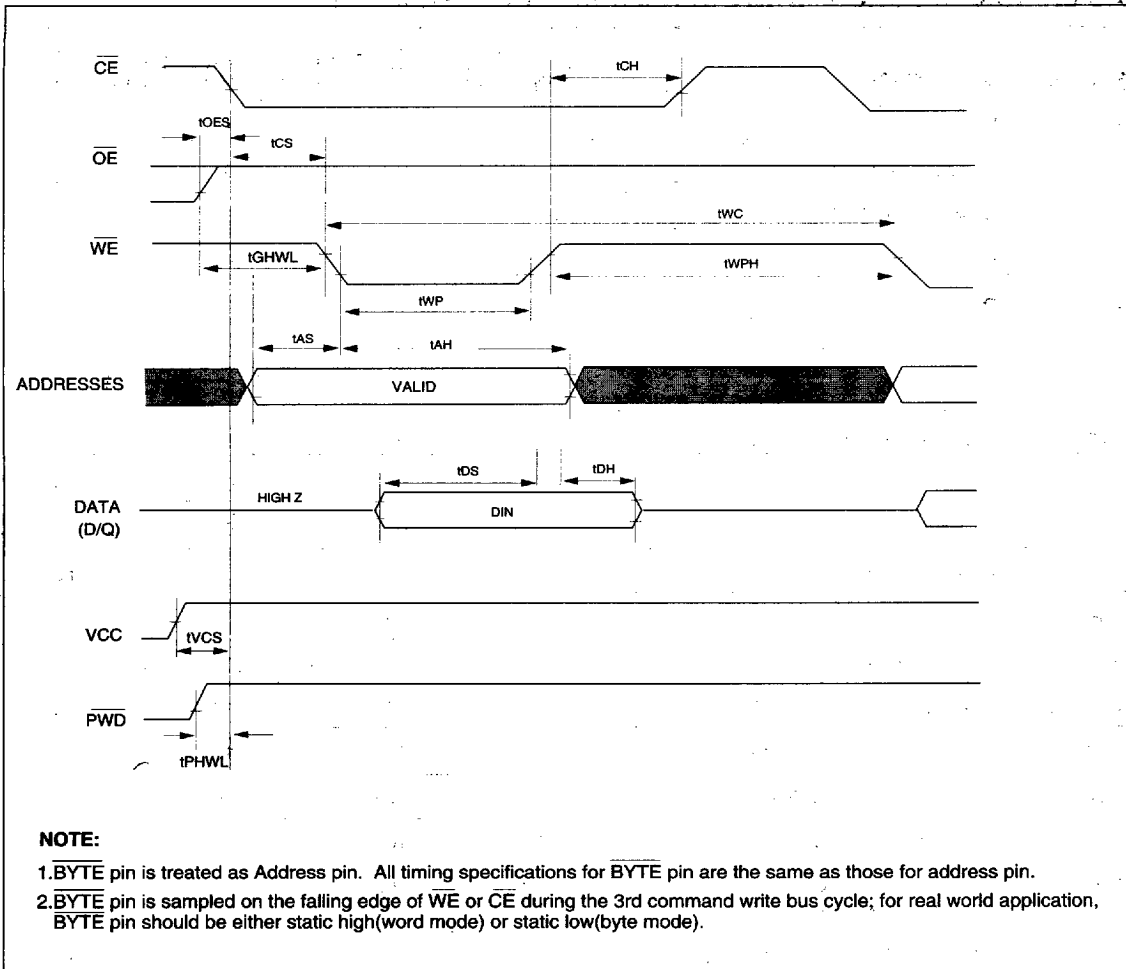 CE
tCH
tOES
tCS
OE
tWC
WE
tGHWL
tWPH
tWP
tAS
tAH
ADDRESSES
VALID
tDS
tDH
HIGH Z
DATA
(D/Q)
DIN
VCC
tVCS
PWD
tPHWL
NOTE:
1.BYTE pin is treated as Address pin. All timing specifications for BYTE pin are the same as those for address pin.
2.BYTE pin is sampled on the falling edge of WE or CE during the 3rd command write bus cycle; for real world application,
BYTE pin should be either static high(word mode) or static low(byte mode).